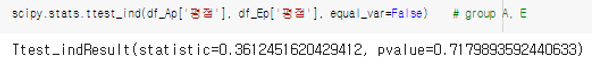 scipy.stats.ttest_ind(df_Ap['평점'], df_Ep['평점'], equal_var=False)    # group A, E
Ttest_indResult(statistic=0.3612451620429412, pvalue=0.7179893592440633)